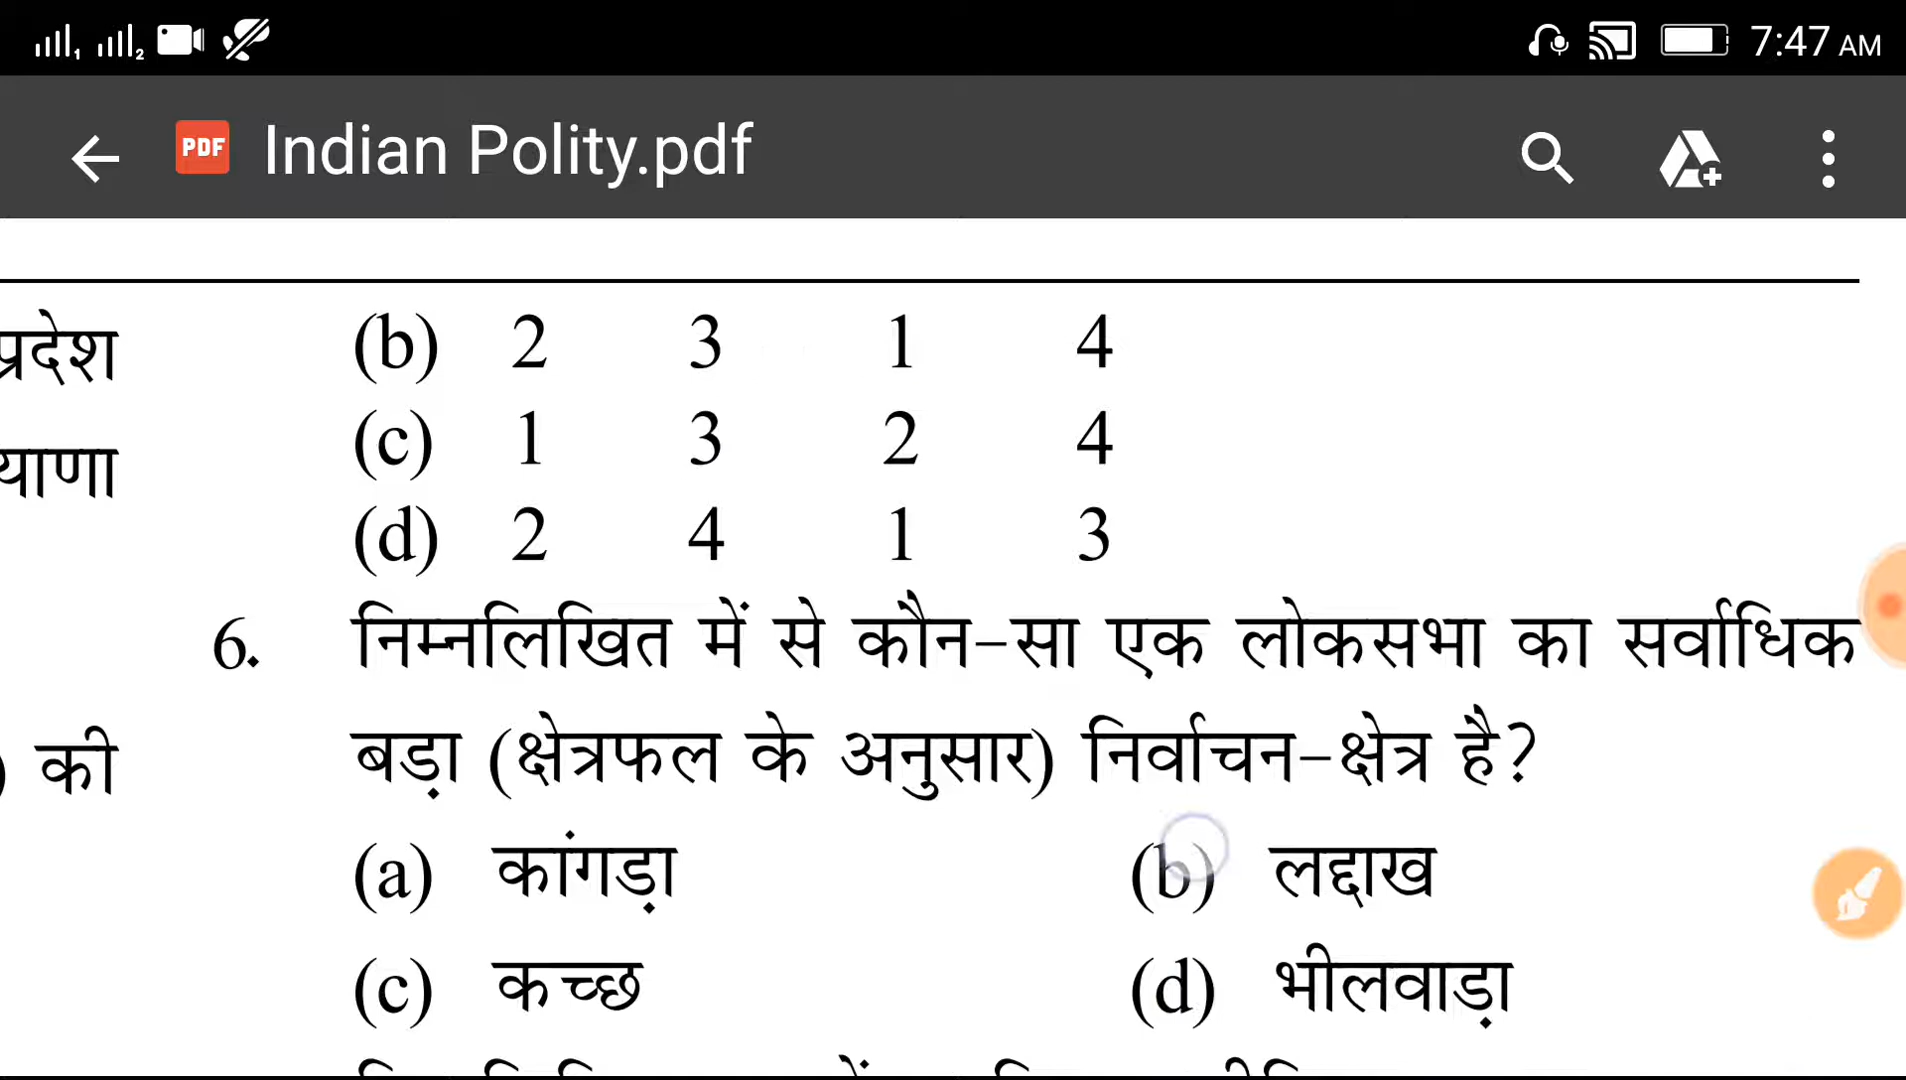 7:47 AM
PDF Indian Polity.pdf
प्रदेश
(b) 2 3 1 4
(c) 1 3 2 4
(d) 2 4 1 3
6. निम्नलिखित में से कौन-सा एक लोकसभा का सर्वाधिक
बड़ा (क्षेत्रफल के अनुसार) निर्वाचन-क्षेत्र है?
की
(a) कांगड़ा (b) लद्दाख
(c) कच्छ (d) भीलवाड़ा